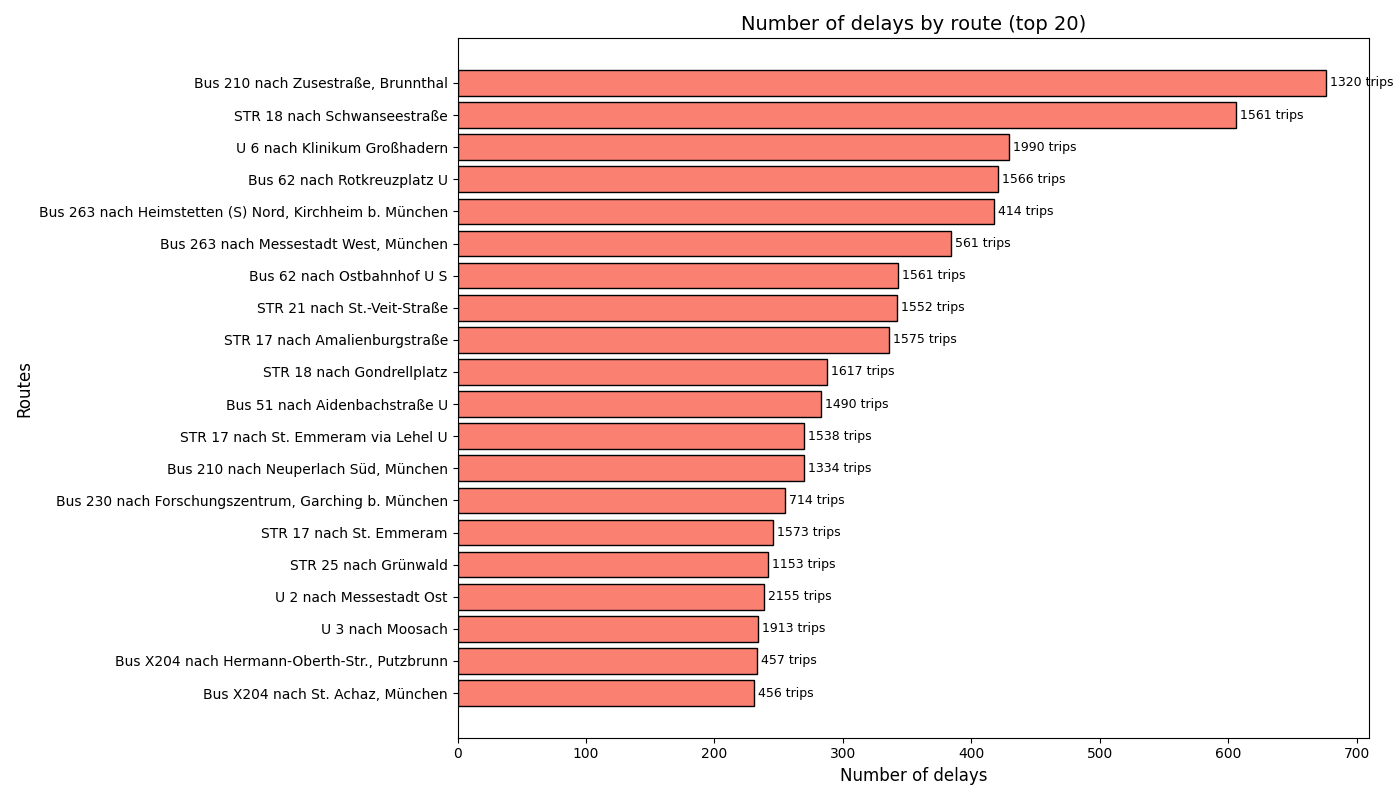 Number of delays by route (top 20)
Bus 210 nach Zusestraße, Brunnthal
1320 trips
STR 18 nach Schwanseestraße
1561 trips
U 6 nach Klinikum Großhadern
1990 trips
Bus 62 nach Rotkreuzplatz U
1566 trips
Bus 263 nach Heimstetten (S) Nord, Kirchheim b. München
414 trips
Bus 263 nach Messestadt West, München
561 trips
Bus 62 nach Ostbahnhof U S
1561 trips
STR 21 nach St.-Veit-Straße
1552 trips
STR 17 nach Amalienburgstraße
1575 trips
STR 18 nach Gondrellplatz
1617 trips
Bus 51 nach Aidenbachstraße U
1490 trips
STR 17 nach St. Emmeram via Lehel U
1538 trips
Bus 210 nach Neuperlach Süd, München
1334 trips
Bus 230 nach Forschungszentrum, Garching b. München
714 trips
STR 17 nach St. Emmeram
1573 trips
STR 25 nach Grünwald
1153 trips
U 2 nach Messestadt Ost
2155 trips
U 3 nach Moosach
1913 trips
Bus X204 nach Hermann-Oberth-Str., Putzbrunn
457 trips
Bus X204 nach St. Achaz, München
456 trips
Routes
0 100 200 300 400 500 600 700
Number of delays